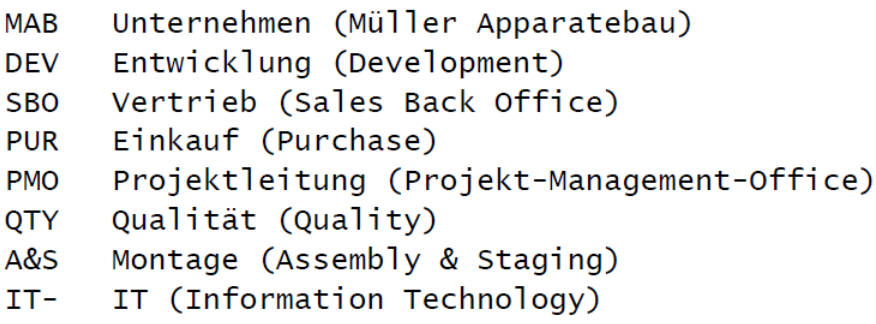 MAB Unternehmen (Müller Apparatebau)
DEV Entwicklung (Development)
SBO Vertrieb (Sales Back Office)
PUR Einkauf (Purchase)
PMO Projektleitung (Projekt-Management-Office)
QTY Qualität (Quality)
A&S Montage (Assembly & Staging)
IT- IT (Information Technology)